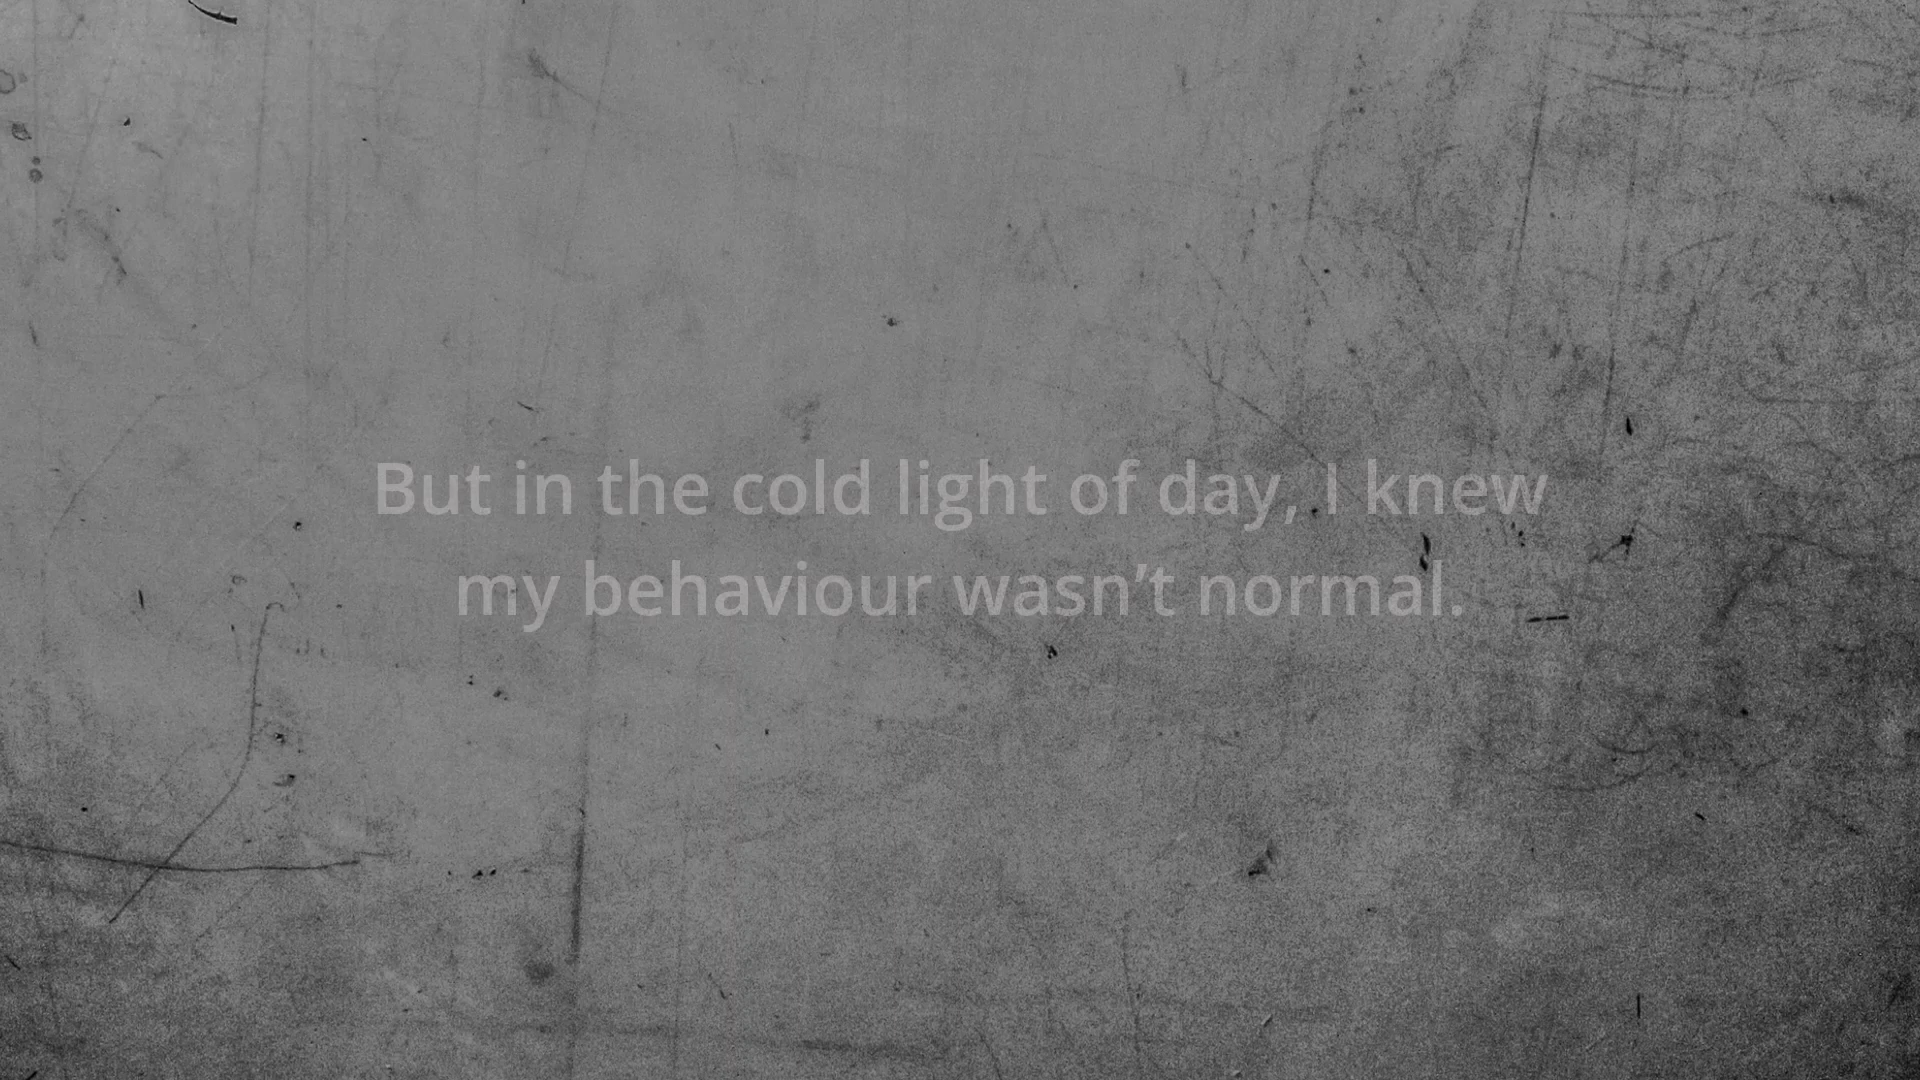 But in the cold light of day, I knew
my behaviour wasn’t normal.